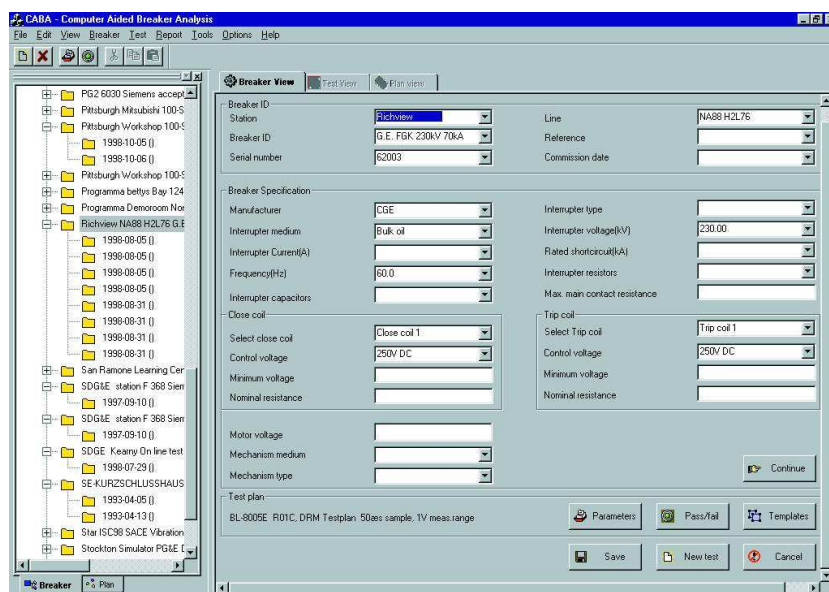 CABA - Computer Aided Breaker Analysis
File Edit View Breaker Test Report Tools Options Help
Breaker View Test View Plan view
PG2 6030 Siemens accept
Pittsburgh Mitsubishi 100-S
Pittsburgh Workshop 100-S
1998-10-05 ()
1998-10-06 ()
Pittsburgh Workshop 100-S
Programma bettys Bay 124
Programma Demoroom Nor
Richview NA88 H2L76 G.E
1998-08-05 ()
1998-08-05 ()
1998-08-05 ()
1998-08-05 ()
1998-08-31 ()
1998-08-31 ()
1998-08-31 ()
1998-08-31 ()
San Ramone Learning Cer
SDG&E station F 368 Siem
1997-09-10 ()
SDG&E station F 368 Siem
1997-09-10 ()
SDGE Kearny On line test
1998-07-29 ()
SE-KURZSCHLUSSHAUS
1993-04-05 ()
1993-04-13 ()
Star ISC98 SACE Vibration
Stockton Simulator PG&E D
Breaker Plan
Breaker ID
Station Richview Line NA88 H2L76
Breaker ID G.E. FGK 230kV 70kA Reference
Serial number 62003 Commission date
Breaker Specification
Manufacturer CGE Interrupter type
Interrupter medium Bulk oil Interrupter voltage(kV) 230.00
Interrupter Current(A) Rated shortcircuit(kA)
Frequency(Hz) 60.0 Interrupter resistors
Interrupter capacitors Max. main contact resistance
Close coil Trip coil
Select close coil Close coil 1 Select Trip coil Trip coil 1
Control voltage 250V DC Control voltage 250V DC
Minimum voltage Minimum voltage
Nominal resistance Nominal resistance
Motor voltage
Mechanism medium
Mechanism type Continue
Test plan
BL-8005E R01C, DRM Testplan 50æs sample, 1V meas.range Parameters Pass/fail Templates
Save New test Cancel